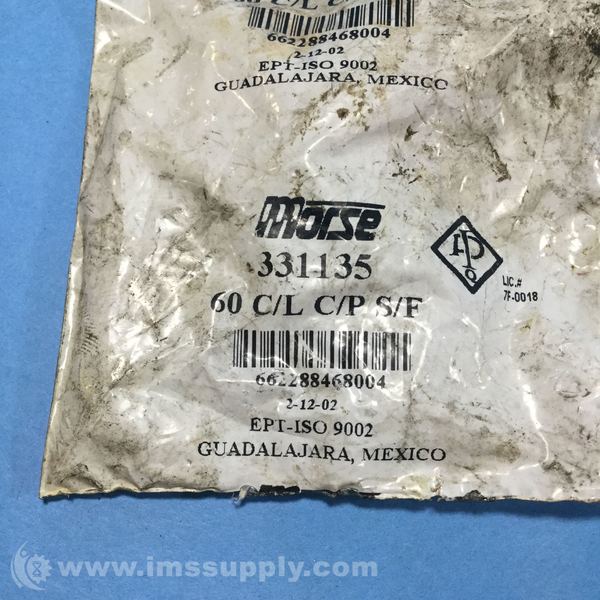 662288468004
2-12-02
EPT-ISO 9002
GUADALAJARA, MEXICO
morse
331135
60 C/L C/P S/F
LIC.#
7F-0018
662288468004
2-12-02
EPT-ISO 9002
GUADALAJARA, MEXICO
www.imssupply.com